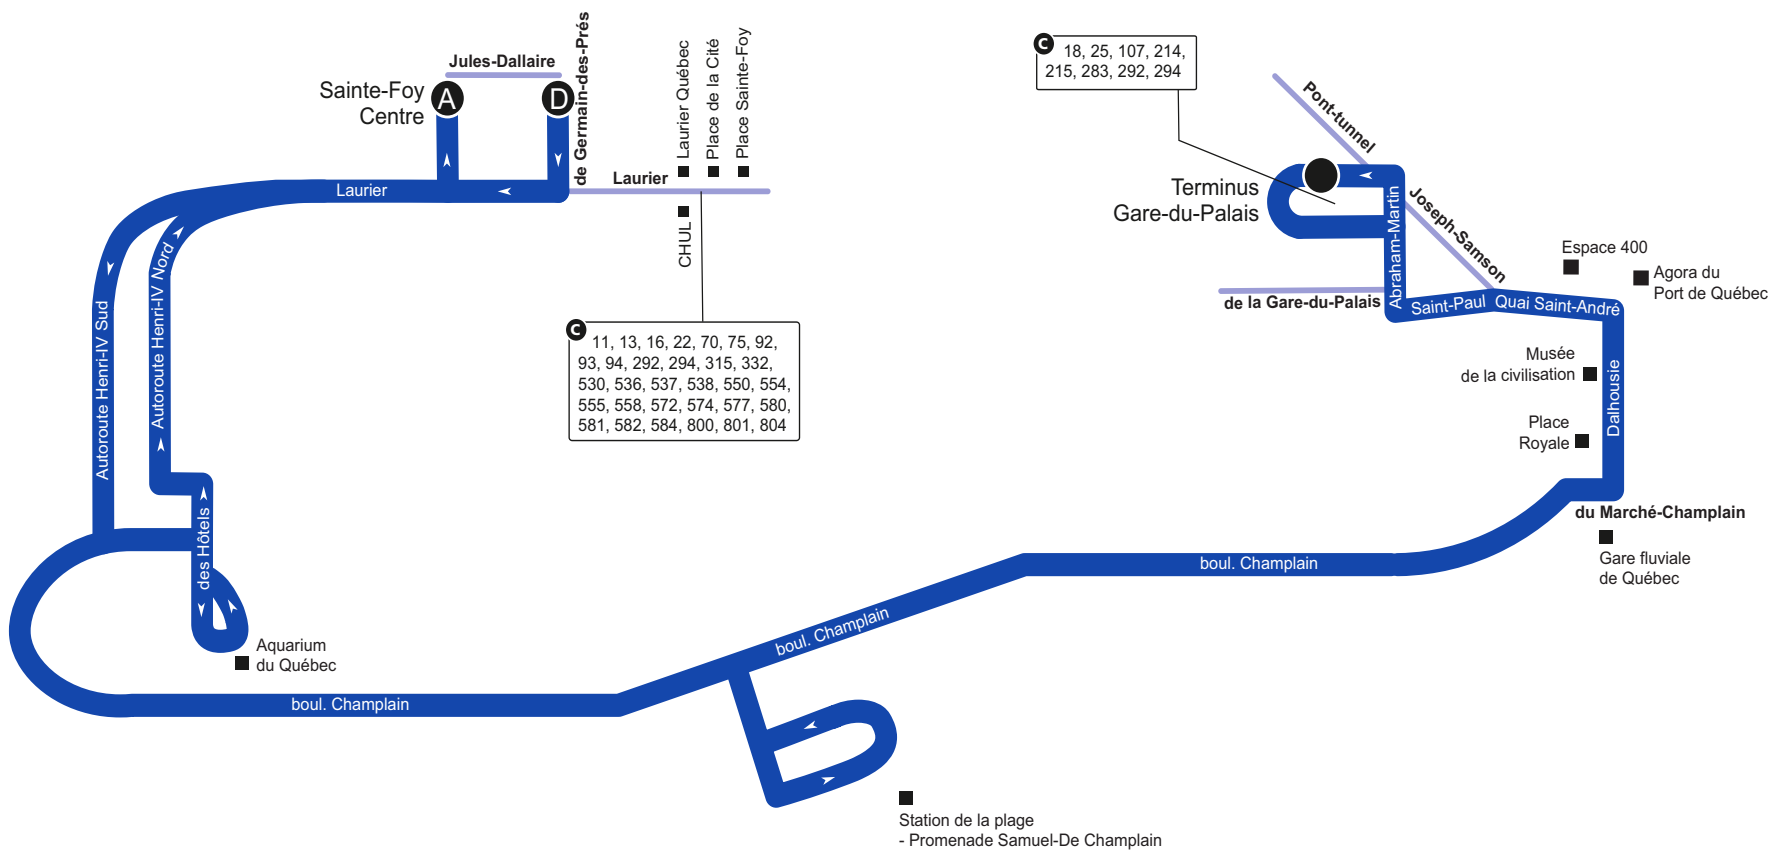 Jules-Dallaire
de Germain-des-Prés
Sainte-Foy
Centre
A
D
Laurier
Laurier
Laurier Québec
Place de la Cité
Place Sainte-Foy
CHUL
C
11, 13, 16, 22, 70, 75, 92,
93, 94, 292, 294, 315, 332,
530, 536, 537, 538, 550, 554,
555, 558, 572, 574, 577, 580,
581, 582, 584, 800, 801, 804
C
18, 25, 107, 214,
215, 283, 292, 294
Pont-tunnel
Terminus
Gare-du-Palais
Abraham-Martin
Joseph-Samson
de la Gare-du-Palais
Saint-Paul
Quai Saint-André
Espace 400
Agora du
Port de Québec
Musée
de la civilisation
Dalhousie
Place
Royale
du Marché-Champlain
Gare fluviale
de Québec
Autoroute Henri-IV Sud
Autoroute Henri-IV Nord
des Hôtels
Aquarium
du Québec
boul. Champlain
boul. Champlain
boul. Champlain
Station de la plage
- Promenade Samuel-De Champlain